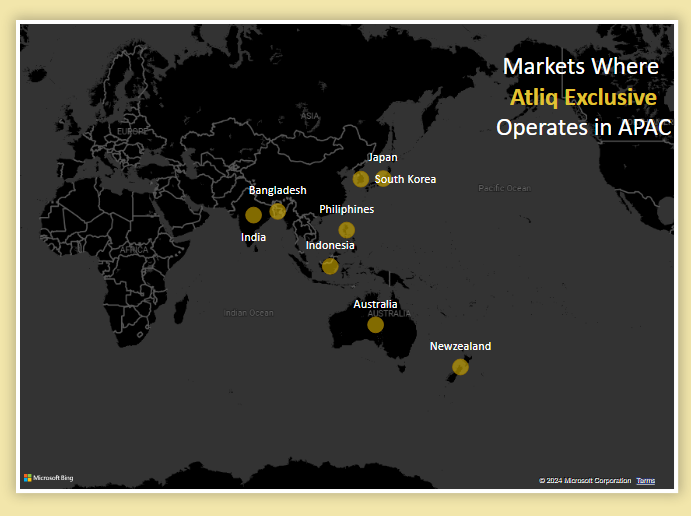 Markets Where
Atliq Exclusive
Operates in APAC
ASIA
EUROPE
Japan
South Korea
Pacific Ocean
Bangladesh
Philiphines
India
Indonesia
AFRICA
Australia
Indian Ocean
AUSTRALIA
Newzealand
Microsoft Bing
© 2024 Microsoft Corporation Terms